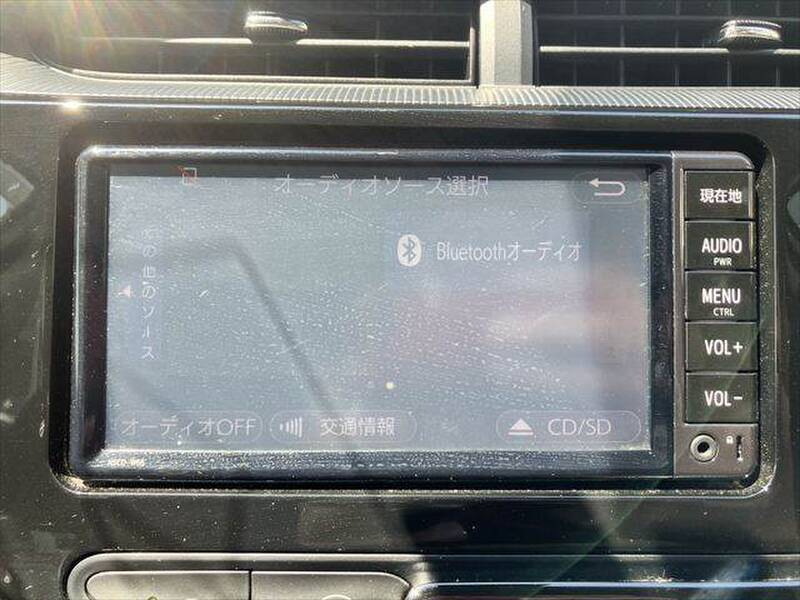 オーディオソース選択
その他のソース
Bluetoothオーディオ
オーディオOFF
交通情報
CD/SD
現在地
AUDIO
PWR
MENU
CTRL
VOL+
VOL-